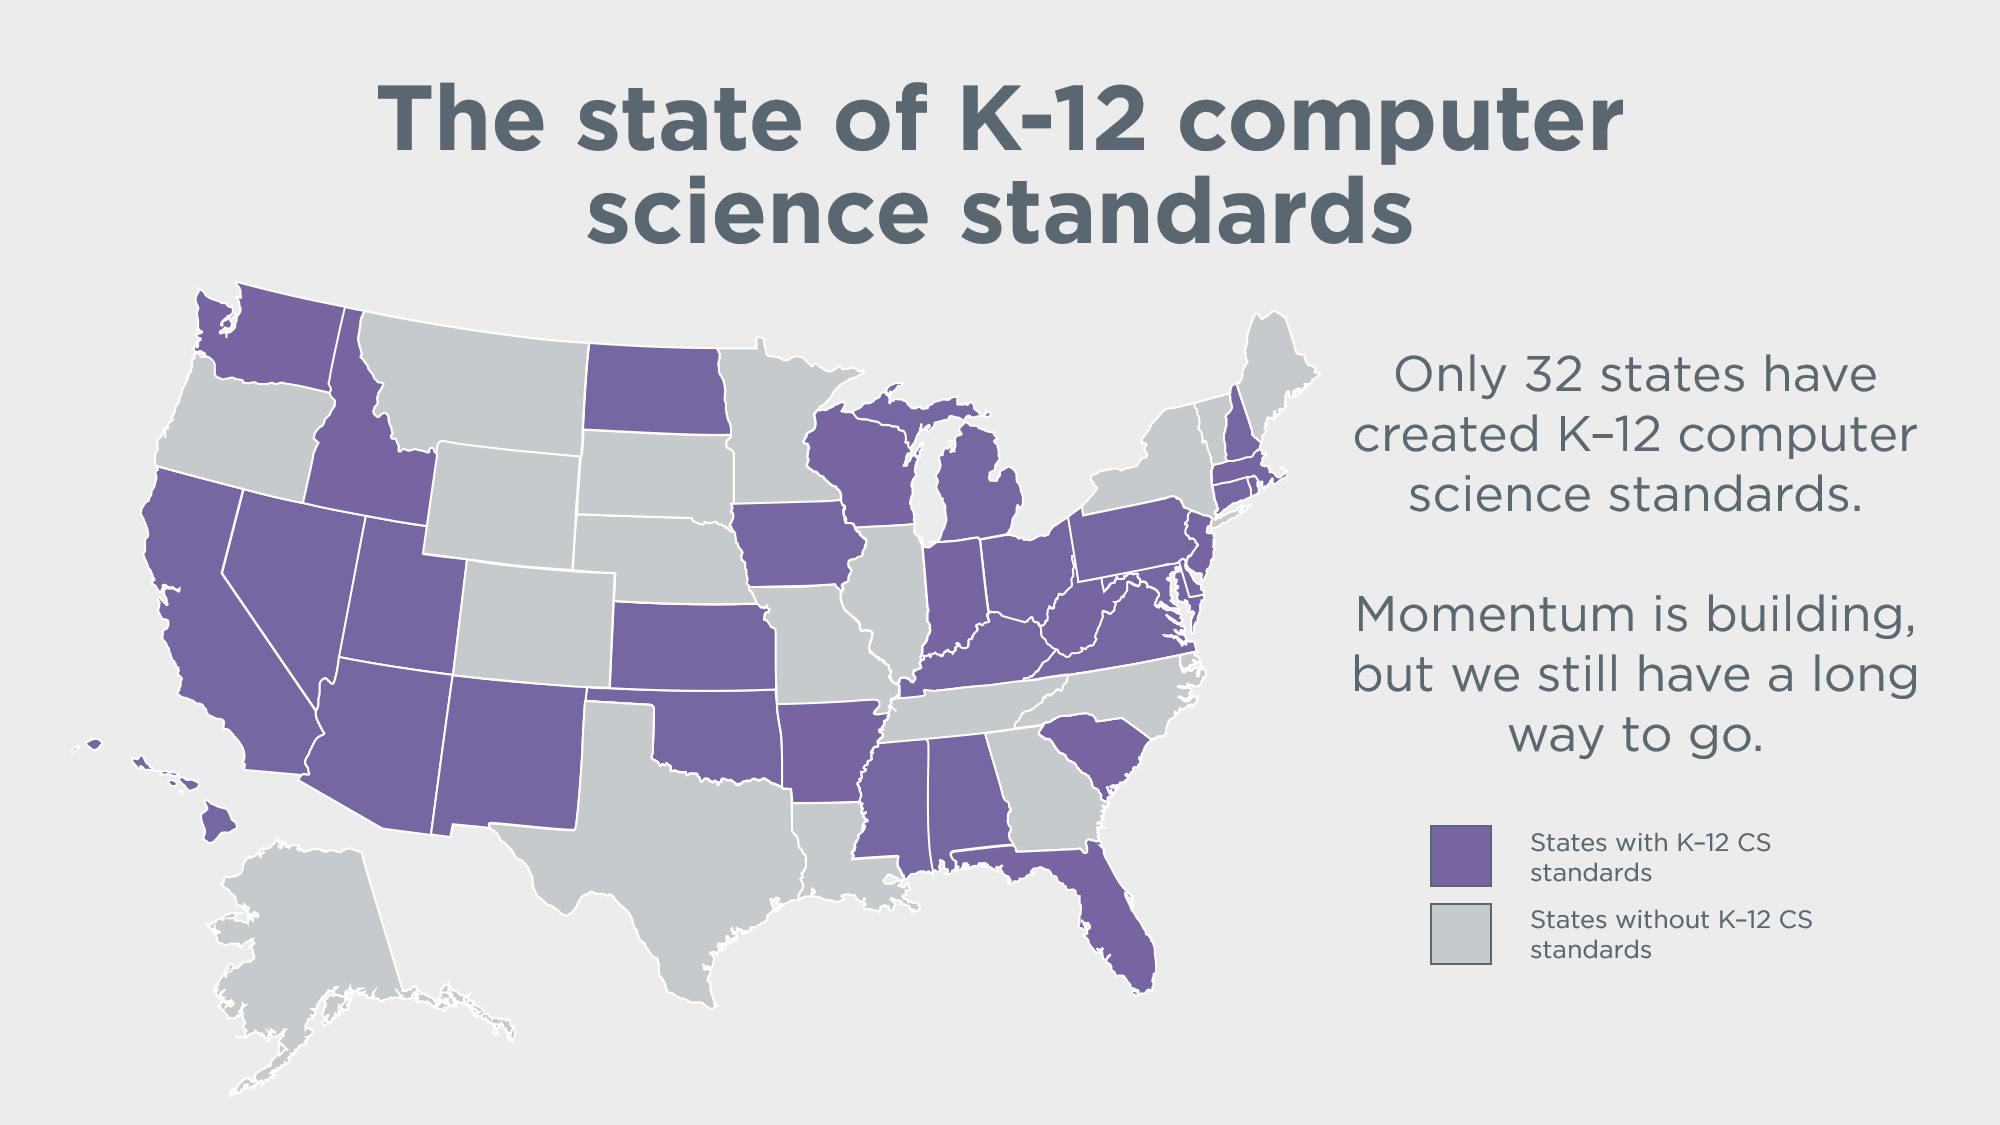 The state of K-12 computer
science standards
Only 32 states have
created K–12 computer
science standards.
Momentum is building,
but we still have a long
way to go.
States with K–12 CS
standards
States without K–12 CS
standards